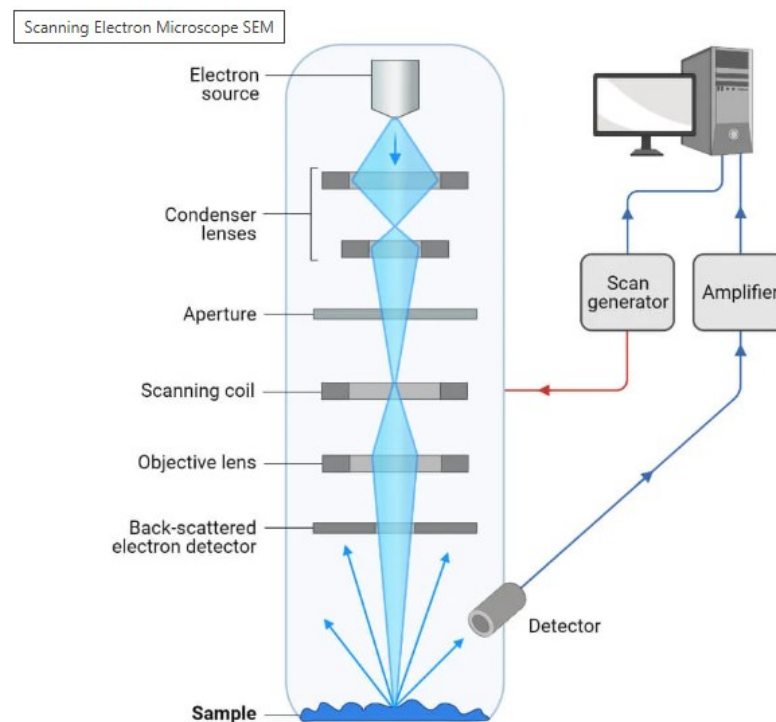 Scanning Electron Microscope SEM
Electron
source
Condenser
lenses
Aperture
Scanning coil
Objective lens
Back-scattered
electron detector
Sample
Scan
generator
Amplifier
Detector